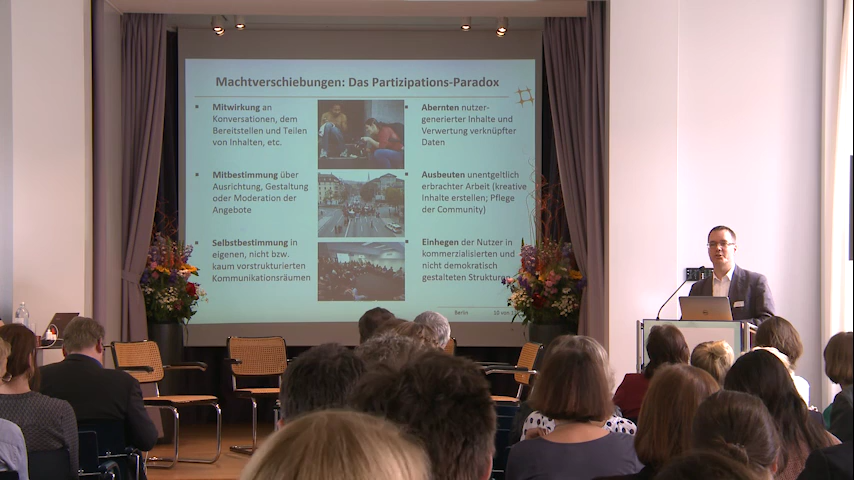 Machtverschiebungen: Das Partizipations-Paradox
Mitwirkung an
Konversationen, dem
Bereitstellen und Teilen
von Inhalten, etc.
Abernten nutzer-
generierter Inhalte und
Verwertung verknüpfter
Daten
Mitbestimmung über
Ausrichtung, Gestaltung
oder Moderation der
Angebote
Ausbeuten unentgeltlich
erbrachter Arbeit (kreative
Inhalte erstellen; Pflege
der Community)
Selbstbestimmung in
eigenen, nicht bzw.
kaum vorstrukturierten
Kommunikationsräumen
Einhegen der Nutzer in
kommerzialisierten und
nicht demokratisch
gestalteten
Berlin
10 von